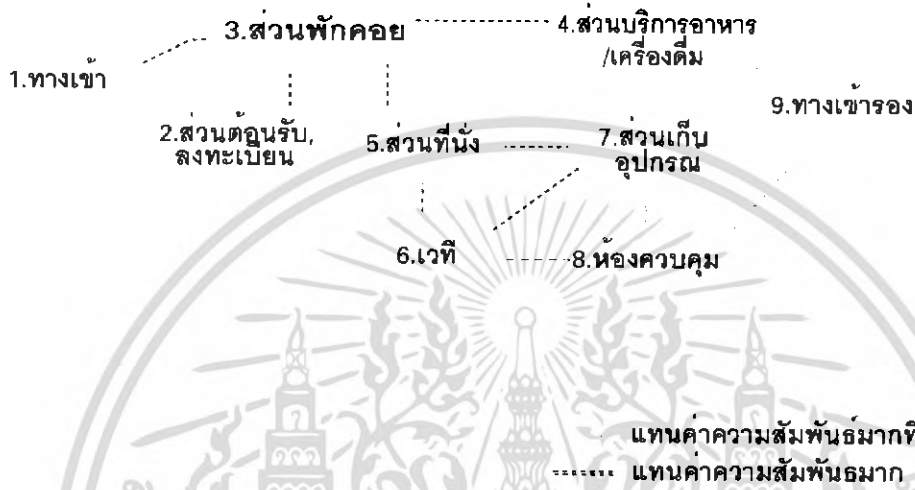 3.ส่วนพักคอย
4.ส่วนบริการอาหาร
/เครื่องดื่ม
1.ทางเข้า
9.ทางเข้ารอง
2.ส่วนต้อนรับ,
ลงทะเบียน
5.ส่วนที่นั่ง
7.ส่วนเก็บ
อุปกรณ
6.เวที
8.ห้องควบคุม
แทนค่าความสัมพันธ์มากที
แทนค่าความสัมพันธมาก